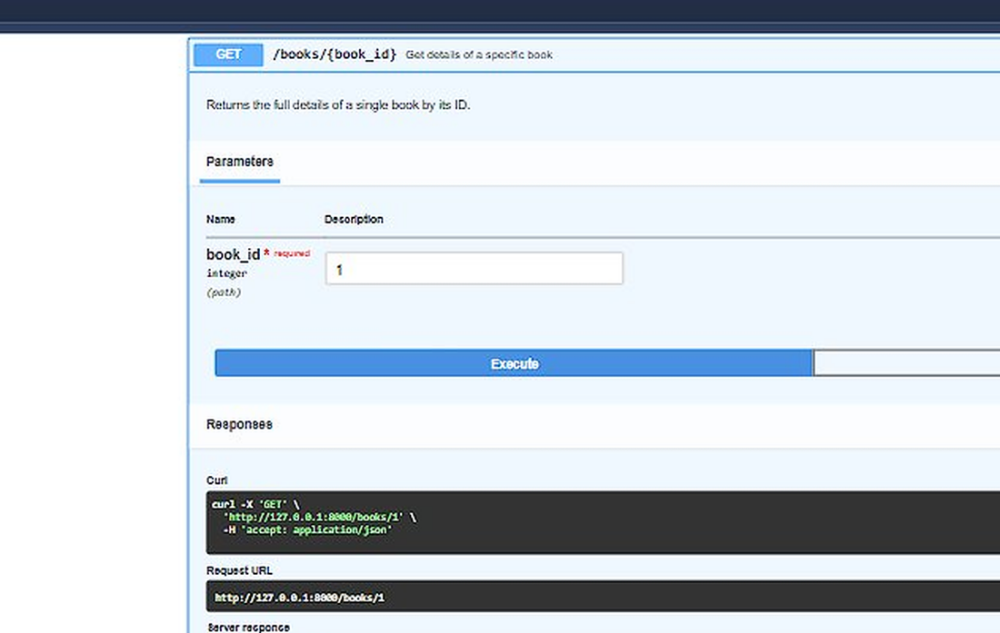 GET /books/{book_id} Get details of a specific book
Returns the full details of a single book by its ID.
Parameters
Name Description
book_id * required
integer
(path)
1
Execute
Responses
Curl
curl -X 'GET' \
'http://127.0.0.1:8000/books/1' \
-H 'accept: application/json'
Request URL
http://127.0.0.1:8000/books/1
Server response